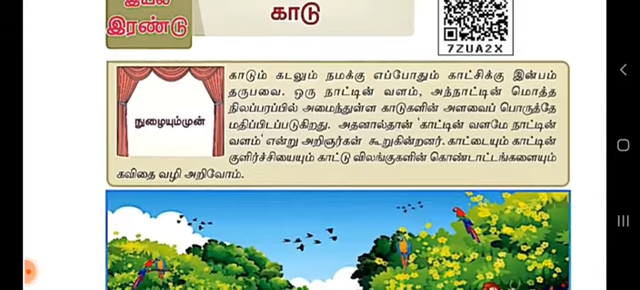 இயல்
இரண்டு
காடு
7ZUA2X
நுழையும்முன்
காடும் கடலும் நமக்கு எப்போதும் காட்சிக்கு இன்பம்
தருபவை. ஒரு நாட்டின் வளம், அந்நாட்டின் மொத்த
நிலப்பரப்பில் அமைந்துள்ள காடுகளின் அளவைப் பொருத்தே
மதிப்பிடப்படுகிறது. அதனால்தான் 'காட்டின் வளமே நாட்டின்
வளம்' என்று அறிஞர்கள் கூறுகின்றனர். காட்டையும் காட்டின்
குளிர்ச்சியையும் காட்டு விலங்குகளின் கொண்டாட்டங்களையும்
கவிதை வழி அறிவோம்.